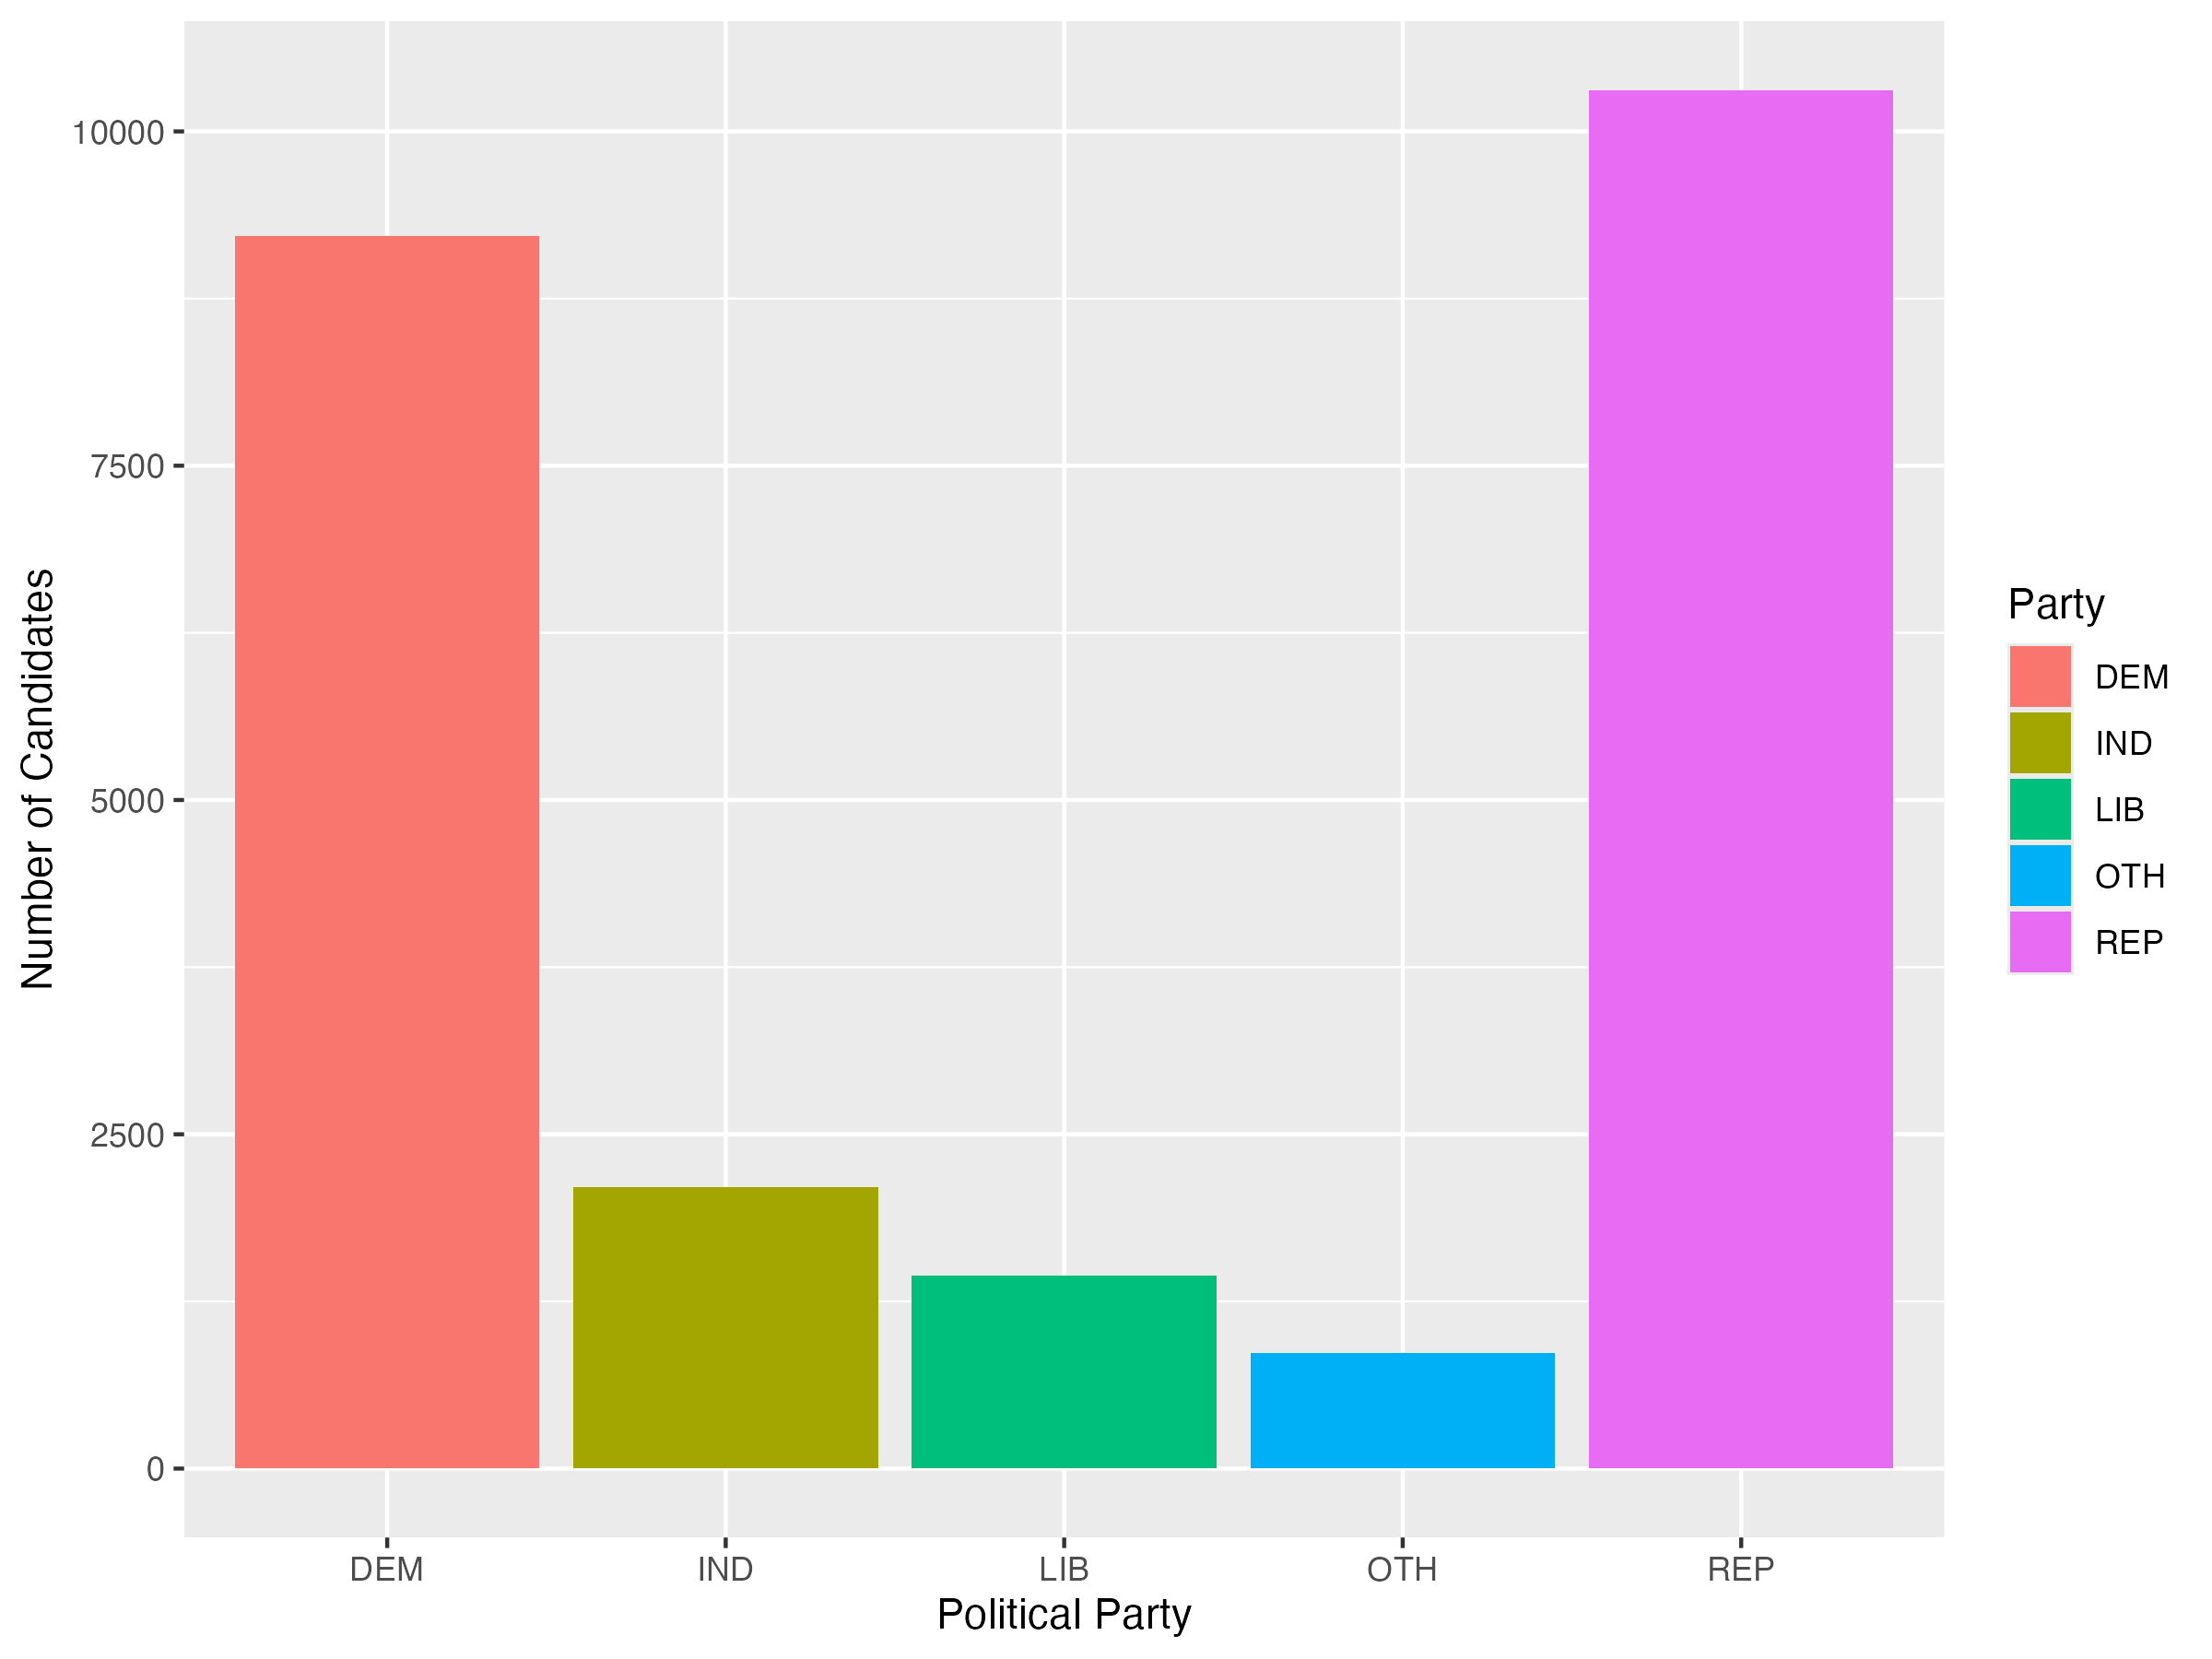 Number of Candidates
10000
7500
5000
2500
0
DEM
IND
LIB
OTH
REP
Political Party
Party
DEM
IND
LIB
OTH
REP